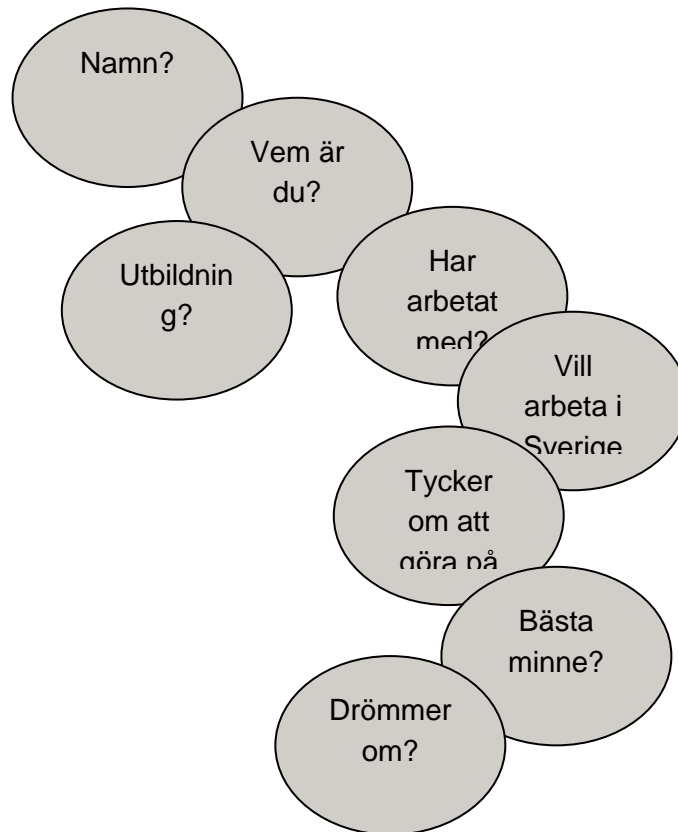 Namn?
Vem är
du?
Utbildnin
g?
Har
arbetat
med?
Vill
arbeta i
Sverige
Tycker
om att
göra på
Bästa
minne?
Drömmer
om?